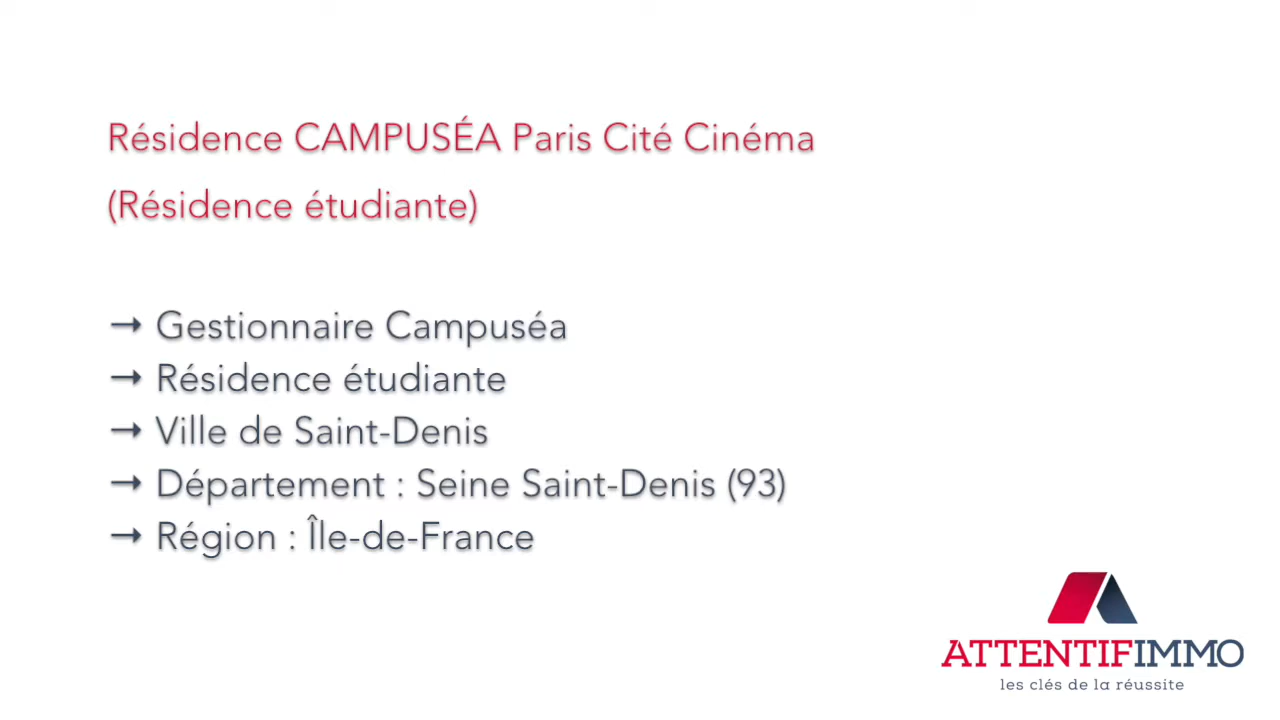 Résidence CAMPUSÉA Paris Cité Cinéma
(Résidence étudiante)
→ Gestionnaire Campuséa
→ Résidence étudiante
→ Ville de Saint-Denis
→ Département : Seine Saint-Denis (93)
→ Région : Île-de-France
ATTENTIFIMMO
les clés de la réussite